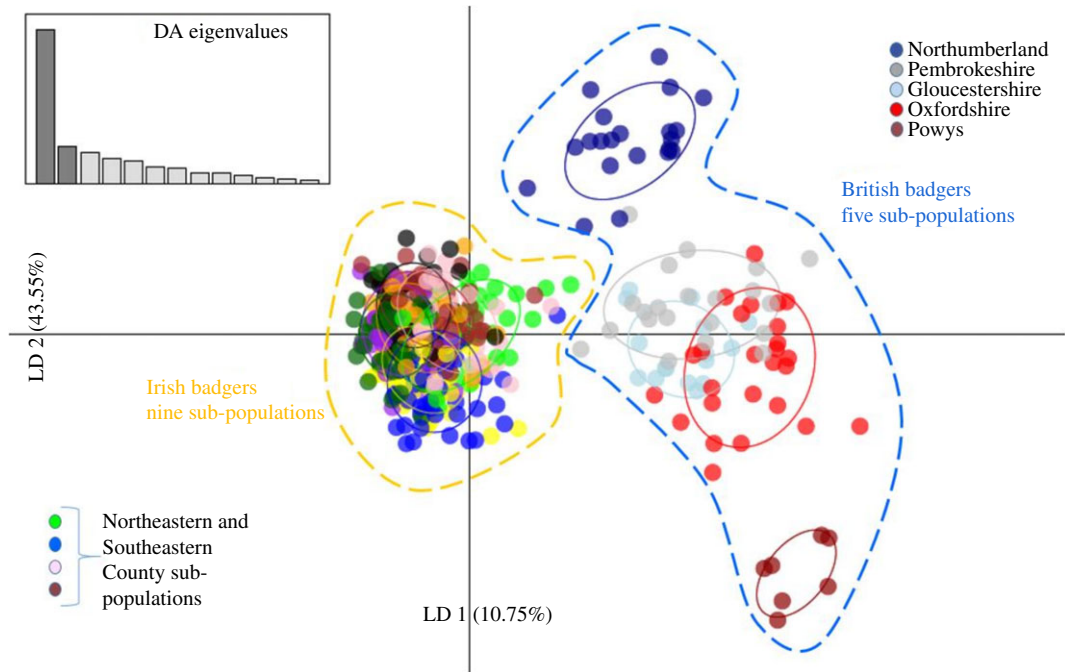 DA eigenvalues
Northumberland
Pembrokeshire
Gloucestershire
Oxfordshire
Powys
British badgers
five sub-populations
LD 2 (43.55%)
Irish badgers
nine sub-populations
Northeastern and
Southeastern
County sub-
populations
LD 1 (10.75%)